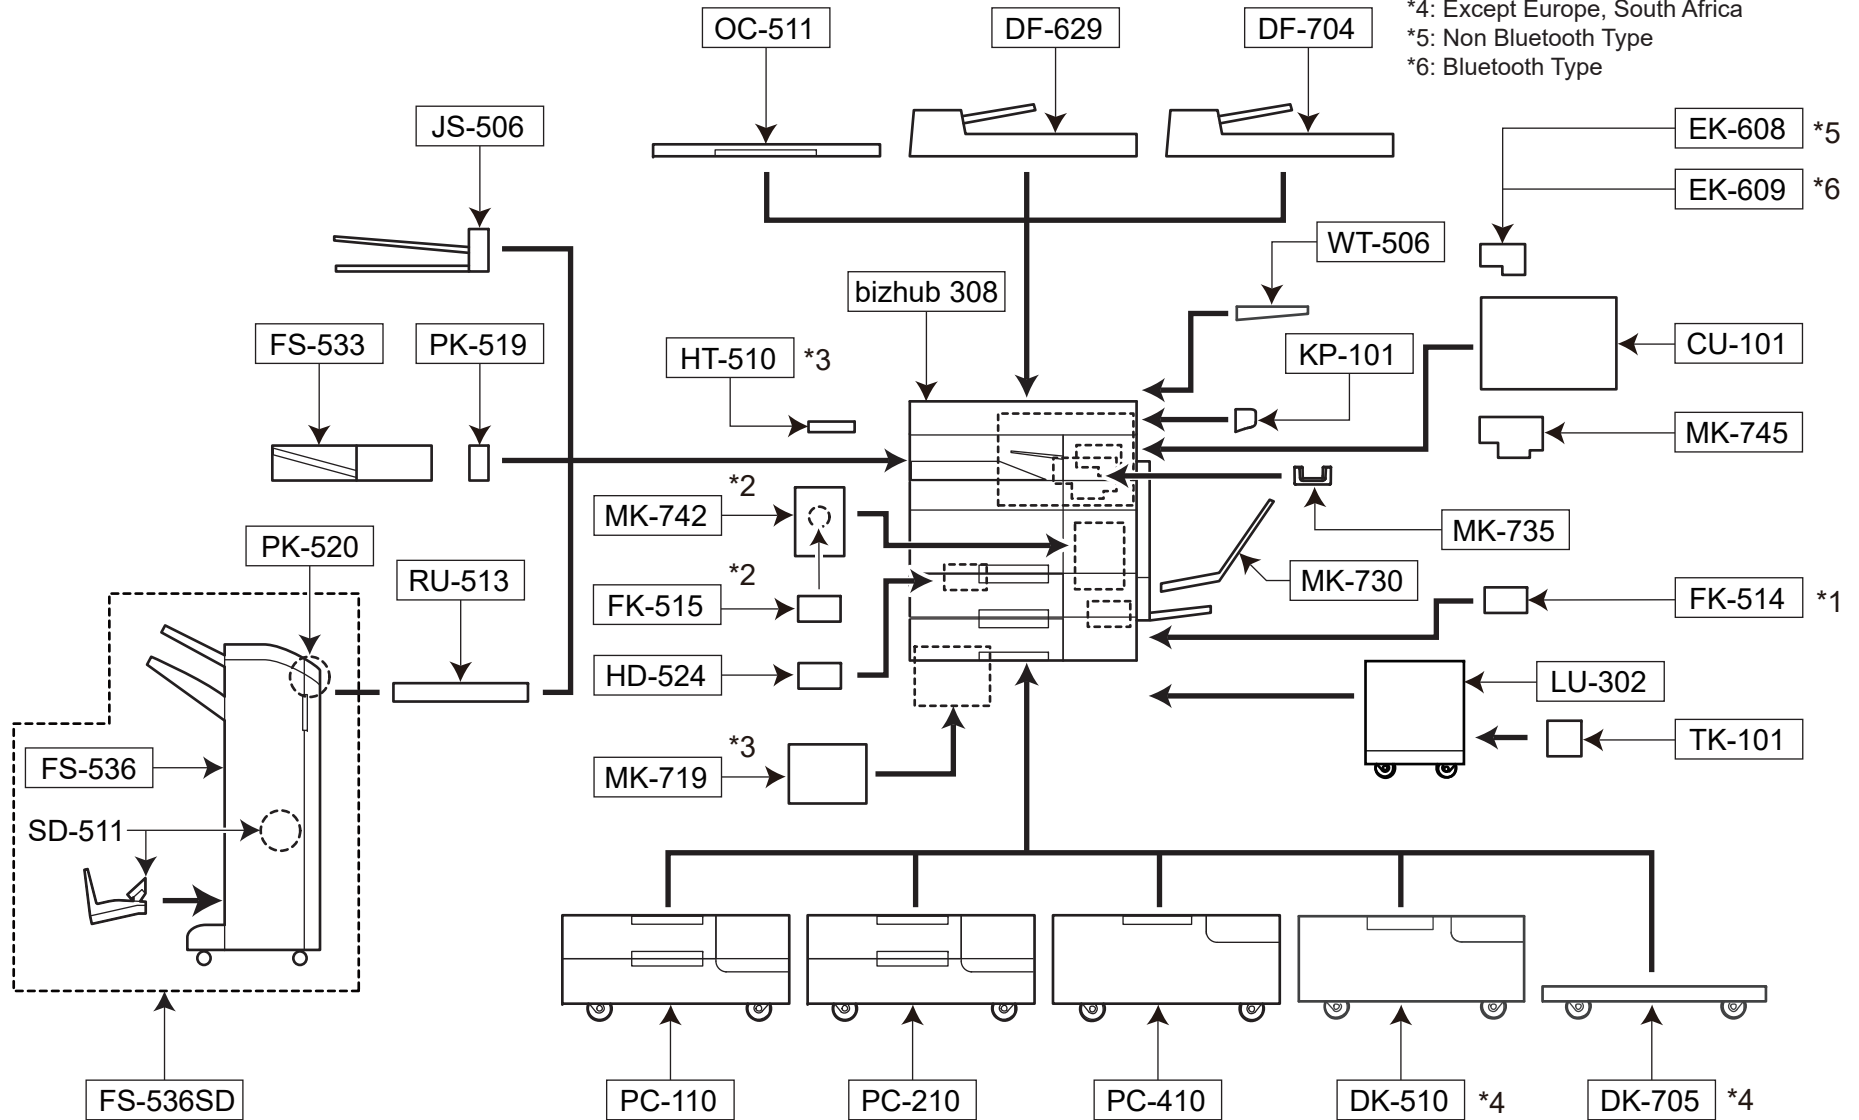 *4: Except Europe, South Africa
OC-511
DF-629
DF-704
*5: Non Bluetooth Type
*6: Bluetooth Type
JS-506
EK-608 *5
EK-609 *6
WT-506
bizhub 308
FS-533
PK-519
HT-510 *3
KP-101
CU-101
MK-745
*2
MK-742
MK-735
PK-520
RU-513
*2
FK-515
MK-730
FK-514 *1
HD-524
LU-302
*3
MK-719
TK-101
FS-536
SD-511
FS-536SD
PC-110
PC-210
PC-410
DK-510 *4
DK-705 *4